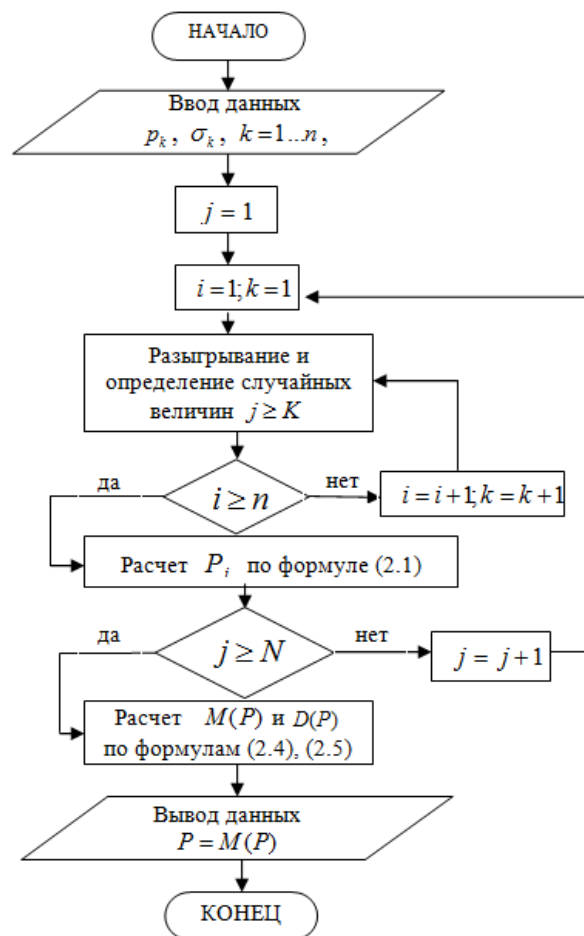 НАЧАЛО
Ввод данных
p_k , σ_k , k = 1...n ,
j = 1
i = 1; k = 1
Разыгрывание и
определение случайных
величин j ≥ K
да
i ≥ n
нет
i = i + 1; k = k + 1
Расчет P_i по формуле (2.1)
да
j ≥ N
нет
j = j + 1
Расчет M(P) и D(P)
по формулам (2.4), (2.5)
Вывод данных
P = M(P)
КОНЕЦ